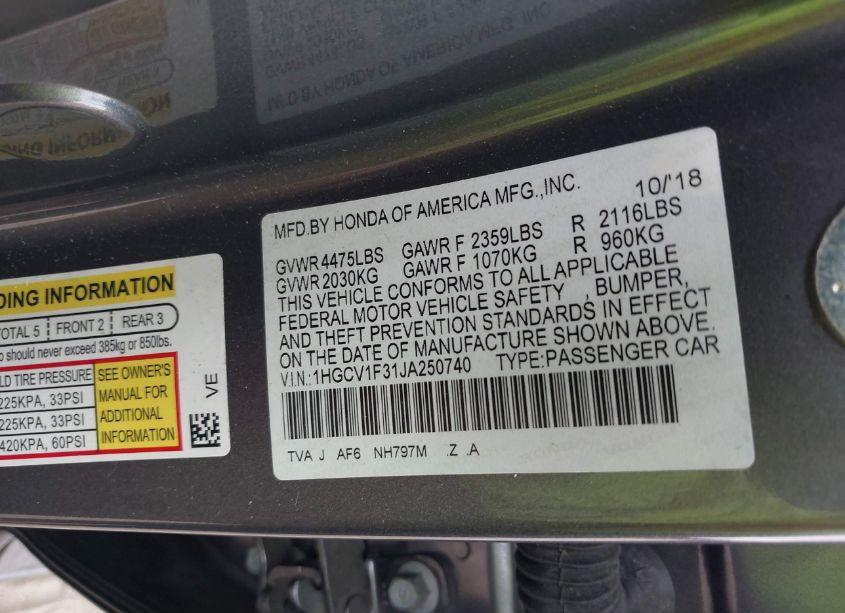 MFD.BY HONDA OF AMERICA MFG.,INC. 10/'18
GVWR 4475LBS GAWR F 2359LBS R 2116LBS
GVWR 2030KG GAWR F 1070KG R 960KG
THIS VEHICLE CONFORMS TO ALL APPLICABLE
FEDERAL MOTOR VEHICLE SAFETY , BUMPER,
AND THEFT PREVENTION STANDARDS IN EFFECT
ON THE DATE OF MANUFACTURE SHOWN ABOVE.
V.I.N.: 1HGCV1F31JA250740 TYPE:PASSENGER CAR
TVA J AF6 NH797M .Z .A
DING INFORMATION
TOTAL 5 FRONT 2 REAR 3
o should never exceed 385kg or 850lbs.
LD TIRE PRESSURE
225KPA, 33PSI
225KPA, 33PSI
420KPA, 60PSI
SEE OWNER'S
MANUAL FOR
ADDITIONAL
INFORMATION
VE